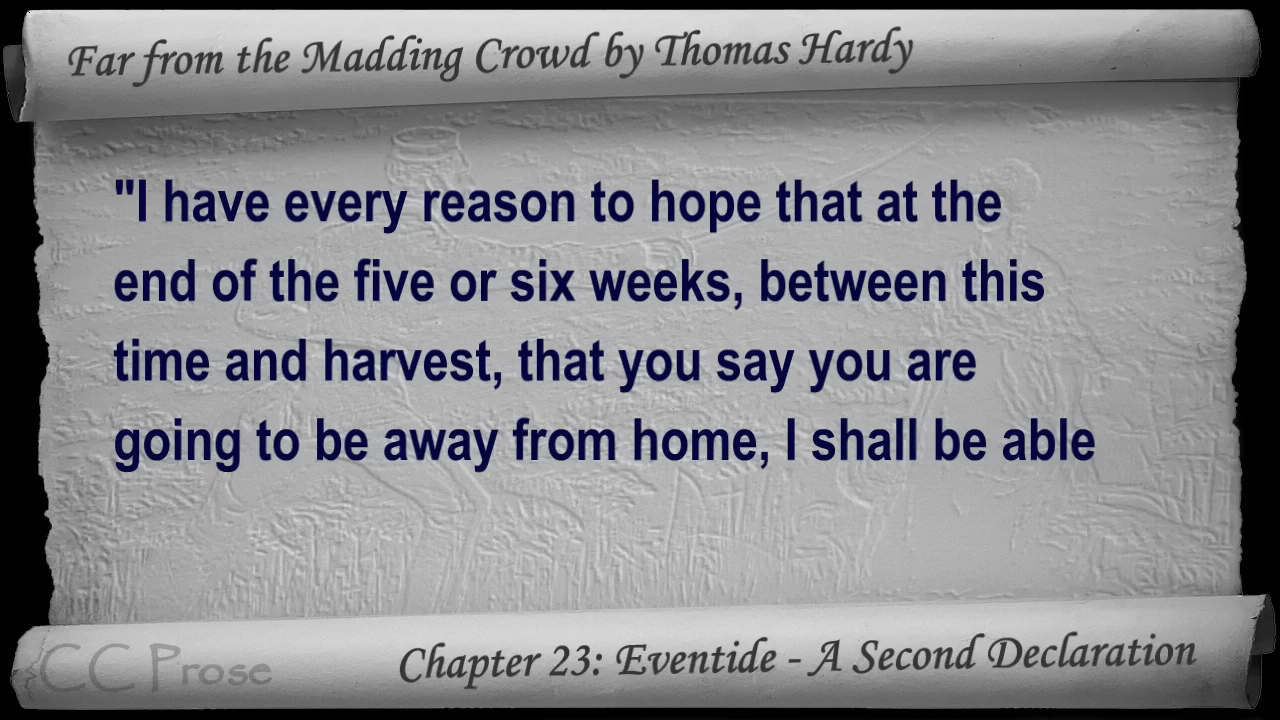 Far from the Madding Crowd by Thomas Hardy
"I have every reason to hope that at the
end of the five or six weeks, between this
time and harvest, that you say you are
going to be away from home, I shall be able
CC Prose
Chapter 23: Eventide - A Second Declaration